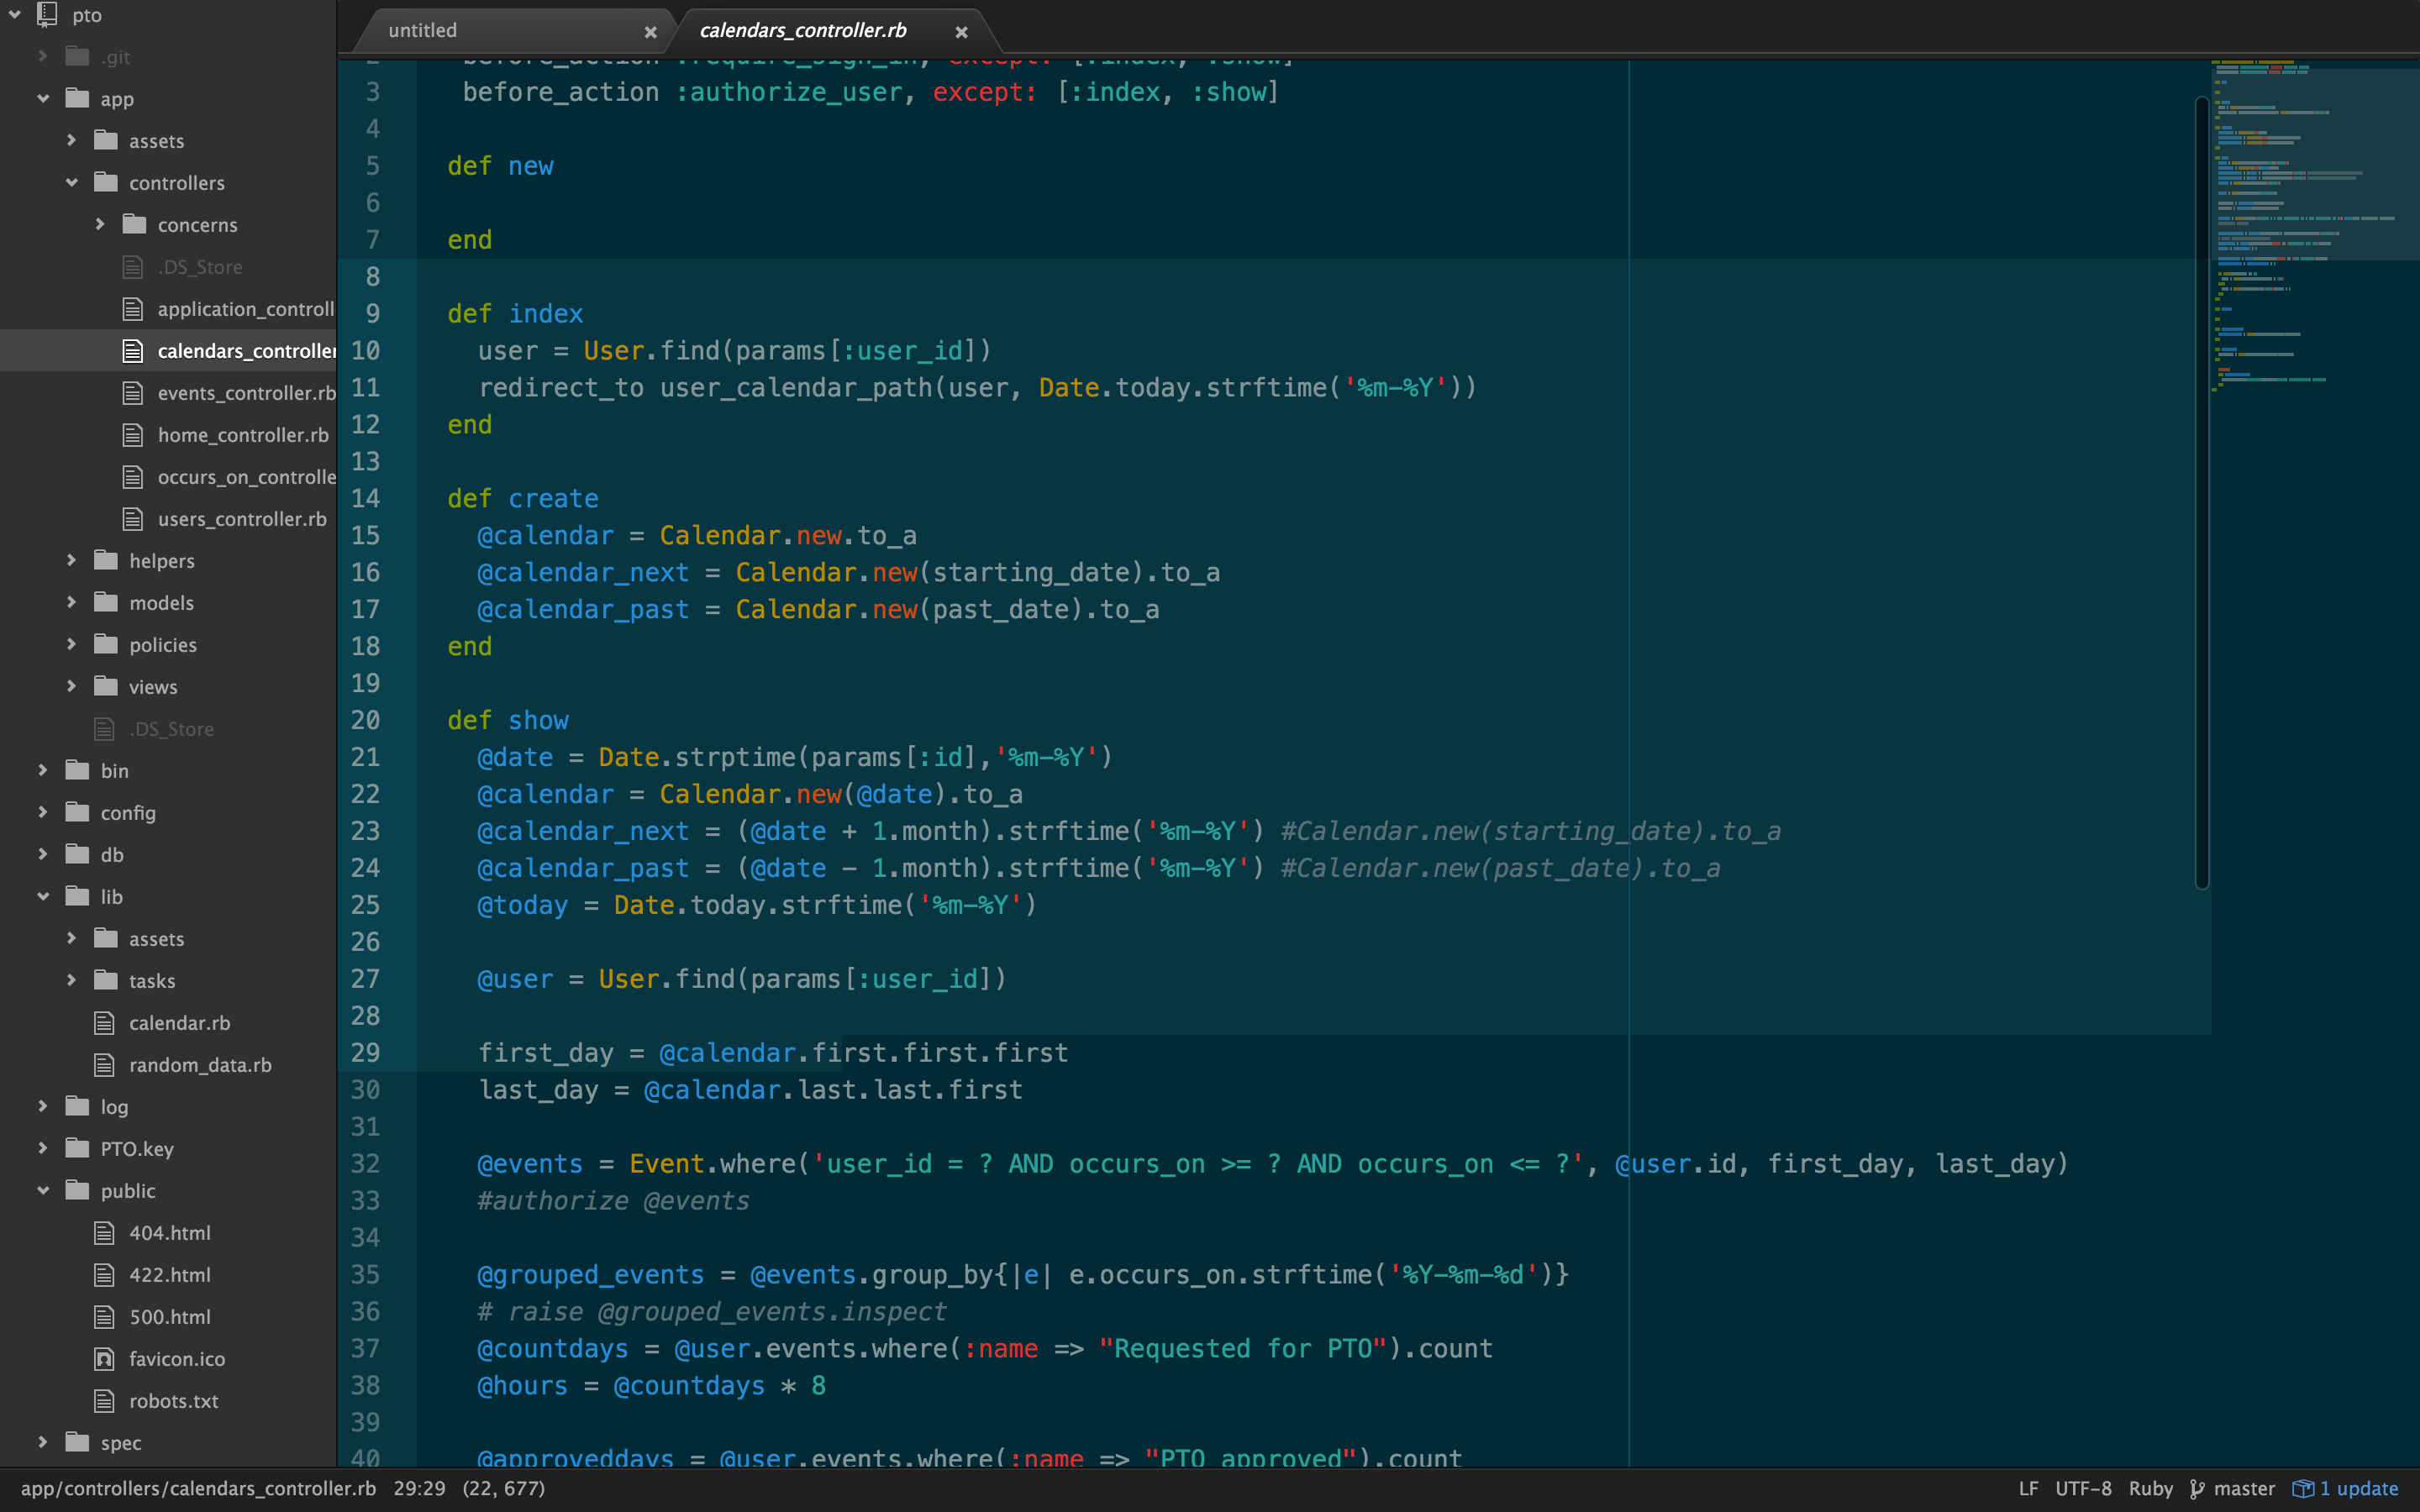 pto
.git
app
assets
controllers
concerns
.DS_Store
application_controll
calendars_controller
events_controller.rb
home_controller.rb
occurs_on_controlle
users_controller.rb
helpers
models
policies
views
.DS_Store
bin
config
db
lib
assets
tasks
calendar.rb
random_data.rb
log
PTO.key
public
404.html
422.html
500.html
favicon.ico
robots.txt
spec
untitled
calendars_controller.rb
2 before_action :require_sign_in, except: [:index, :show]
3 before_action :authorize_user, except: [:index, :show]
4
5 def new
6
7 end
8
9 def index
10 user = User.find(params[:user_id])
11 redirect_to user_calendar_path(user, Date.today.strftime('%m-%Y'))
12 end
13
14 def create
15 @calendar = Calendar.new.to_a
16 @calendar_next = Calendar.new(starting_date).to_a
17 @calendar_past = Calendar.new(past_date).to_a
18 end
19
20 def show
21 @date = Date.strptime(params[:id],'%m-%Y')
22 @calendar = Calendar.new(@date).to_a
23 @calendar_next = (@date + 1.month).strftime('%m-%Y') #Calendar.new(starting_date).to_a
24 @calendar_past = (@date - 1.month).strftime('%m-%Y') #Calendar.new(past_date).to_a
25 @today = Date.today.strftime('%m-%Y')
26
27 @user = User.find(params[:user_id])
28
29 first_day = @calendar.first.first.first
30 last_day = @calendar.last.last.first
31
32 @events = Event.where('user_id = ? AND occurs_on >= ? AND occurs_on <= ?', @user.id, first_day, last_day)
33 #authorize @events
34
35 @grouped_events = @events.group_by{|e| e.occurs_on.strftime('%Y-%m-%d')}
36 # raise @grouped_events.inspect
37 @countdays = @user.events.where(:name => "Requested for PTO").count
38 @hours = @countdays * 8
39
40 @approveddays = @user.events.where(:name => "PTO approved").count
app/controllers/calendars_controller.rb 29:29 (22, 677)
LF UTF-8 Ruby master 1 update